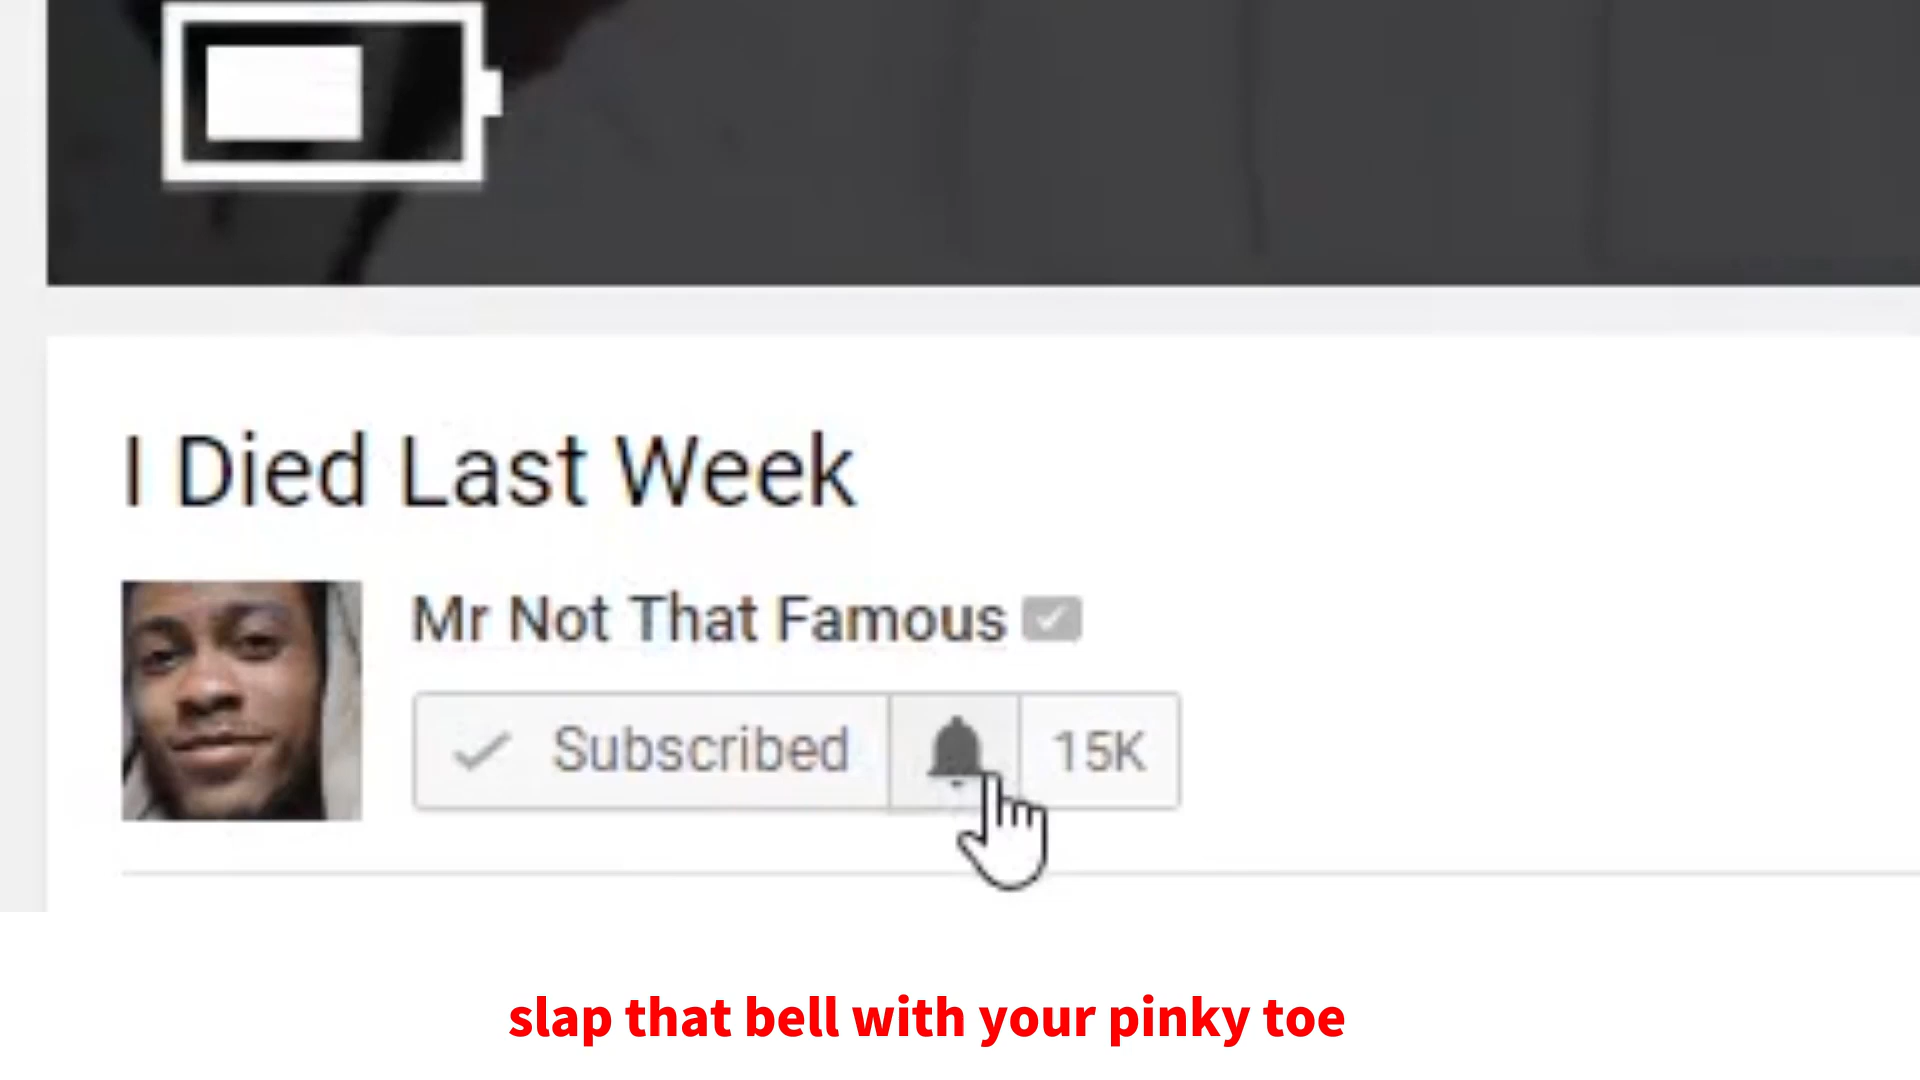 I Died Last Week
Mr Not That Famous
Subscribed 15K
slap that bell with your pinky toe